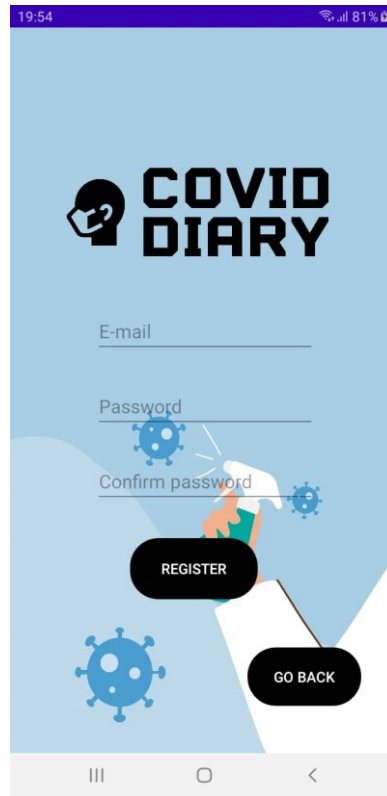 19:54 81%
COVID
DIARY
E-mail
Password
Confirm password
REGISTER
GO BACK